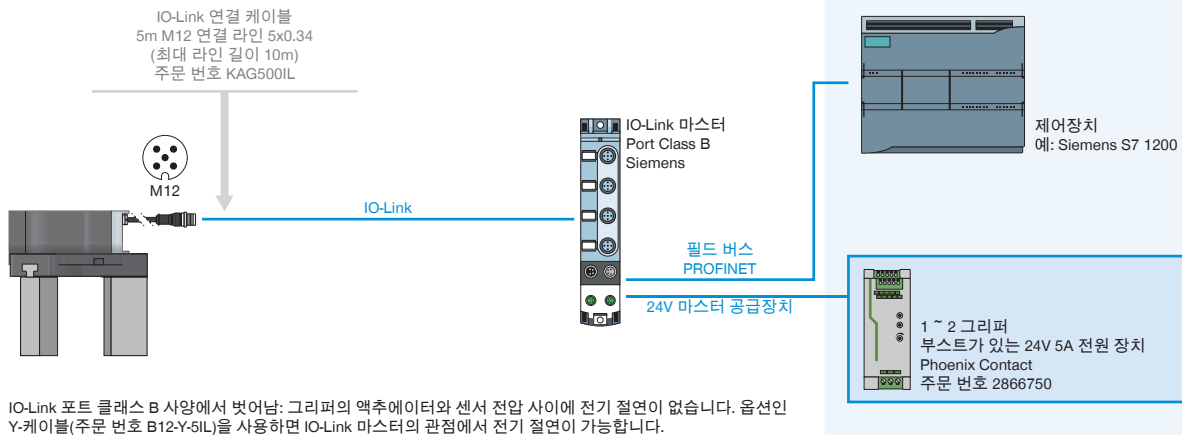 IO-Link 연결 케이블
5m M12 연결 라인 5x0.34
(최대 라인 길이 10m)
주문 번호 KAG500IL
M12
IO-Link
IO-Link 마스터
Port Class B
Siemens
필드 버스
PROFINET
24V 마스터 공급장치
제어장치
예: Siemens S7 1200
1 ~ 2 그리퍼
부스트가 있는 24V 5A 전원 장치
Phoenix Contact
주문 번호 2866750
IO-Link 포트 클래스 B 사양에서 벗어남: 그리퍼의 액추에이터와 센서 전압 사이에 전기 절연이 없습니다. 옵션인
Y-케이블(주문 번호 B12-Y-5IL)을 사용하면 IO-Link 마스터의 관점에서 전기 절연이 가능합니다.